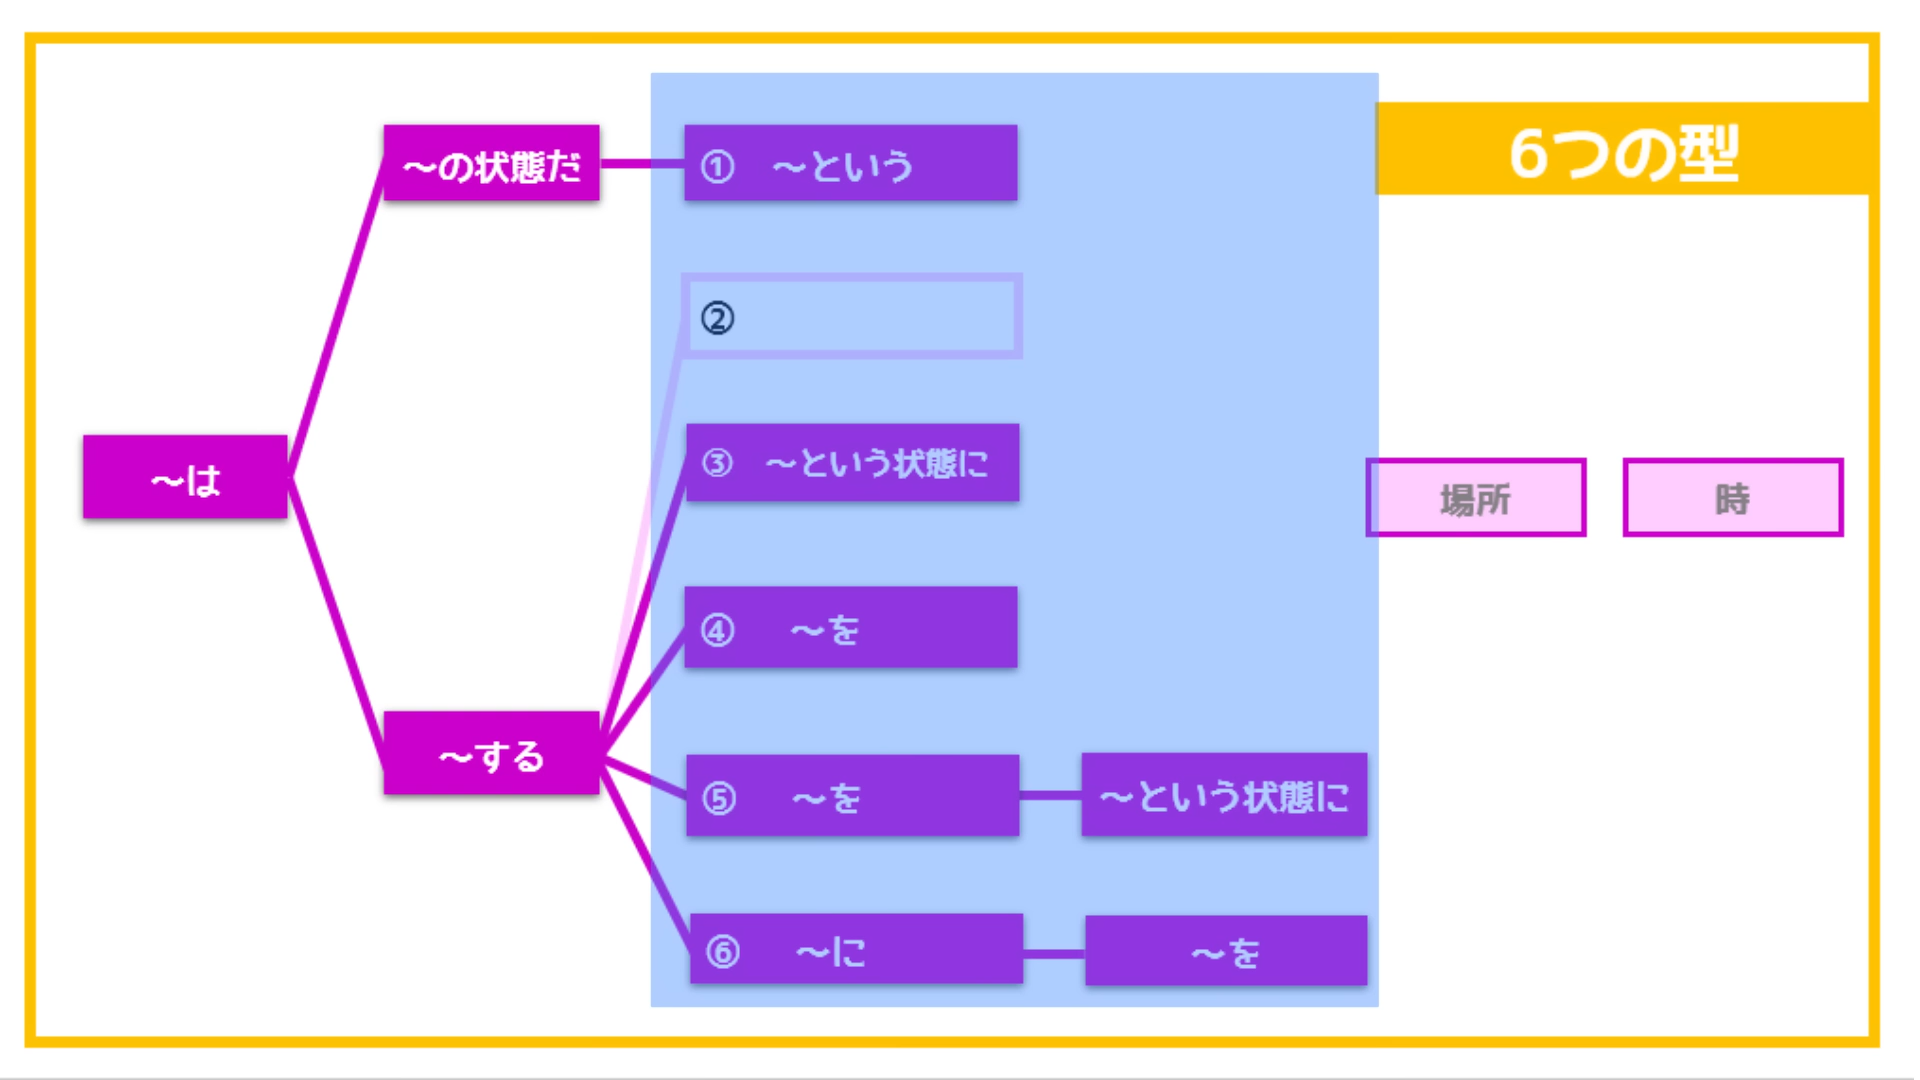 6つの型
～は
～の状態だ
① ～という
②
③ ～という状態に
～する
④ ～を
⑤ ～を
～という状態に
⑥ ～に
～を
場所
時